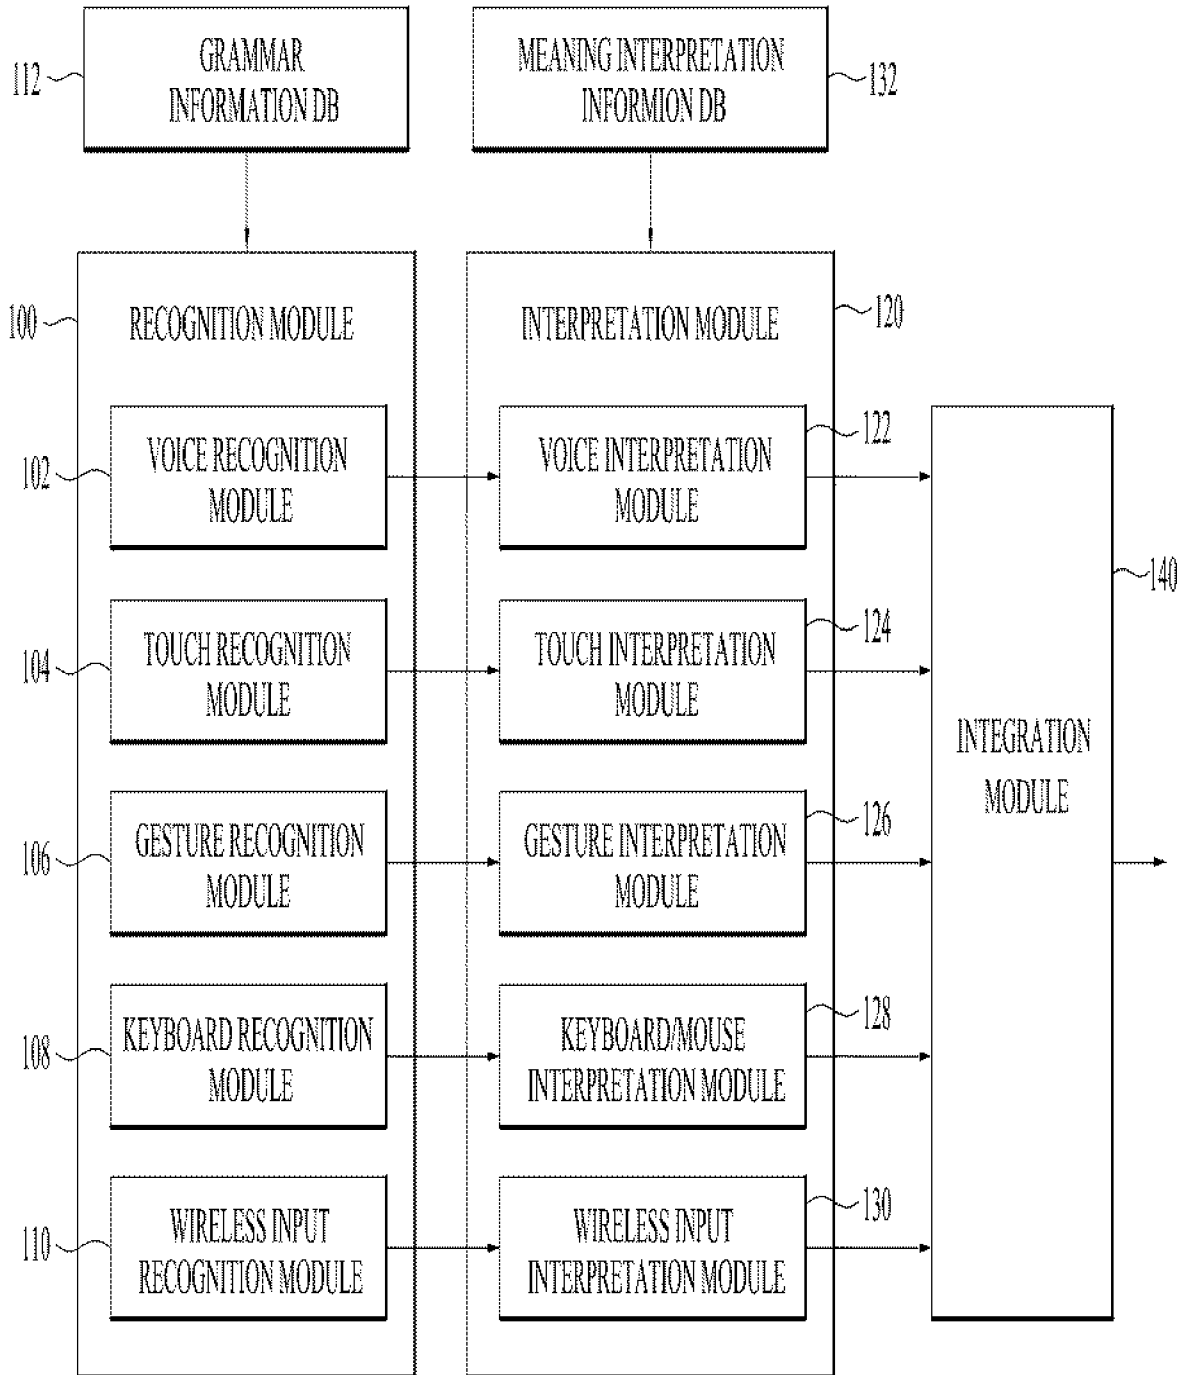 GRAMMAR
INFORMATION DB
112
MEANING INTERPRETATION
INFORMION DB
132
100
RECOGNITION MODULE
INTERPRETATION MODULE
120
102
VOICE RECOGNITION
MODULE
VOICE INTERPRETATION
MODULE
122
104
TOUCH RECOGNITION
MODULE
TOUCH INTERPRETATION
MODULE
124
106
GESTURE RECOGNITION
MODULE
GESTURE INTERPRETATION
MODULE
126
108
KEYBOARD RECOGNITION
MODULE
KEYBOARD/MOUSE
INTERPRETATION MODULE
128
110
WIRELESS INPUT
RECOGNITION MODULE
WIRELESS INPUT
INTERPRETATION MODULE
130
INTEGRATION
MODULE
140